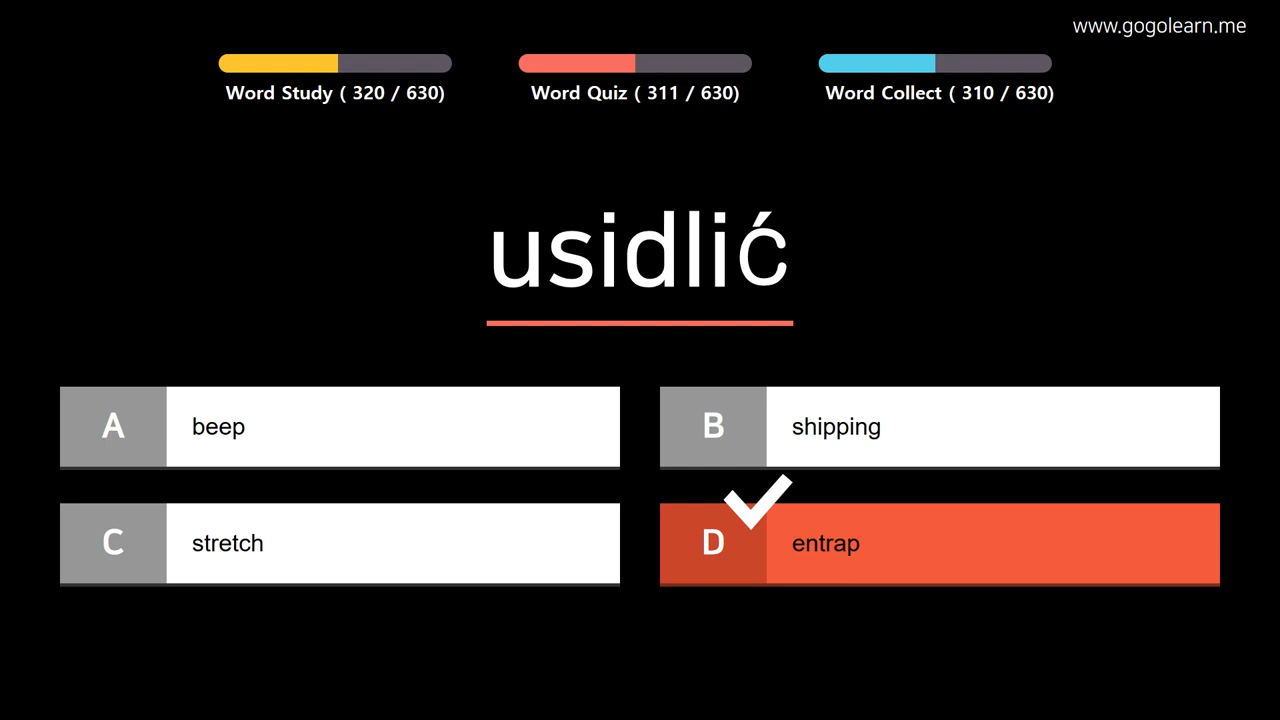 www.gogolearn.me
Word Study ( 320 / 630)
Word Quiz ( 311 / 630)
Word Collect ( 310 / 630)
usidlić
A beep
B shipping
C stretch
D entrap